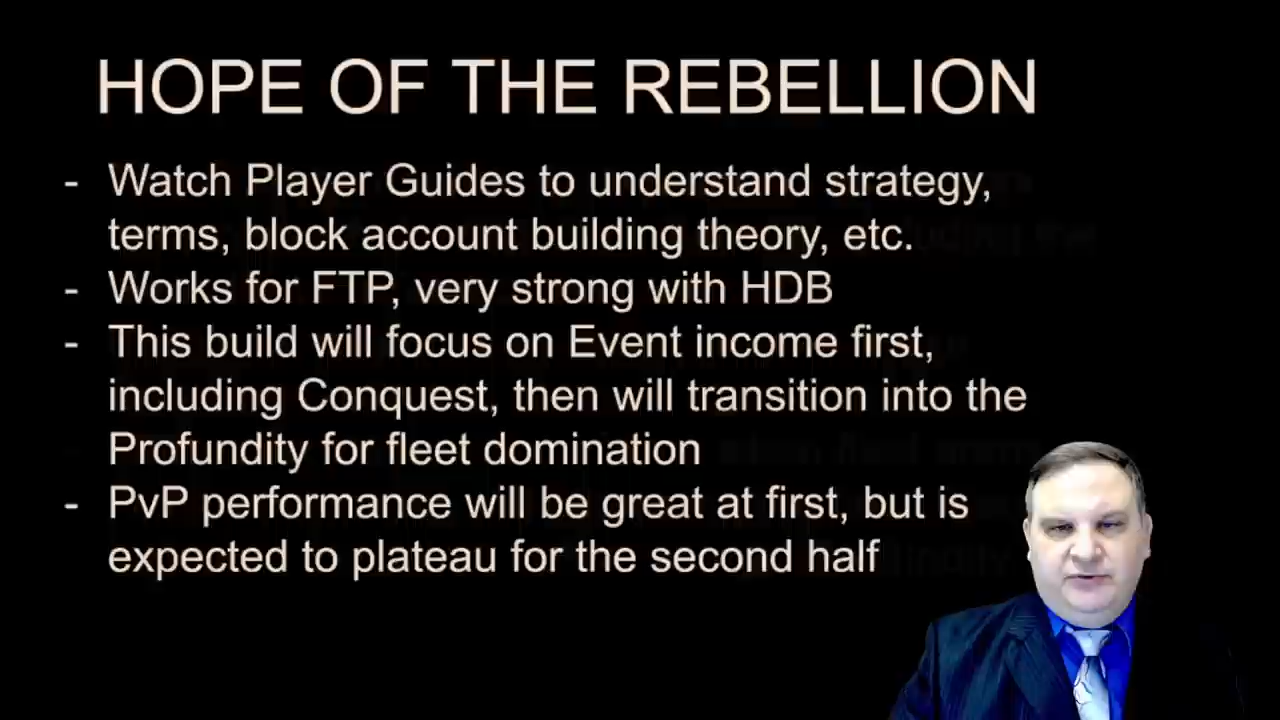 HOPE OF THE REBELLION
- Watch Player Guides to understand strategy,
terms, block account building theory, etc.
- Works for FTP, very strong with HDB
- This build will focus on Event income first,
including Conquest, then will transition into the
Profundity for fleet domination
- PvP performance will be great at first, but is
expected to plateau for the second half